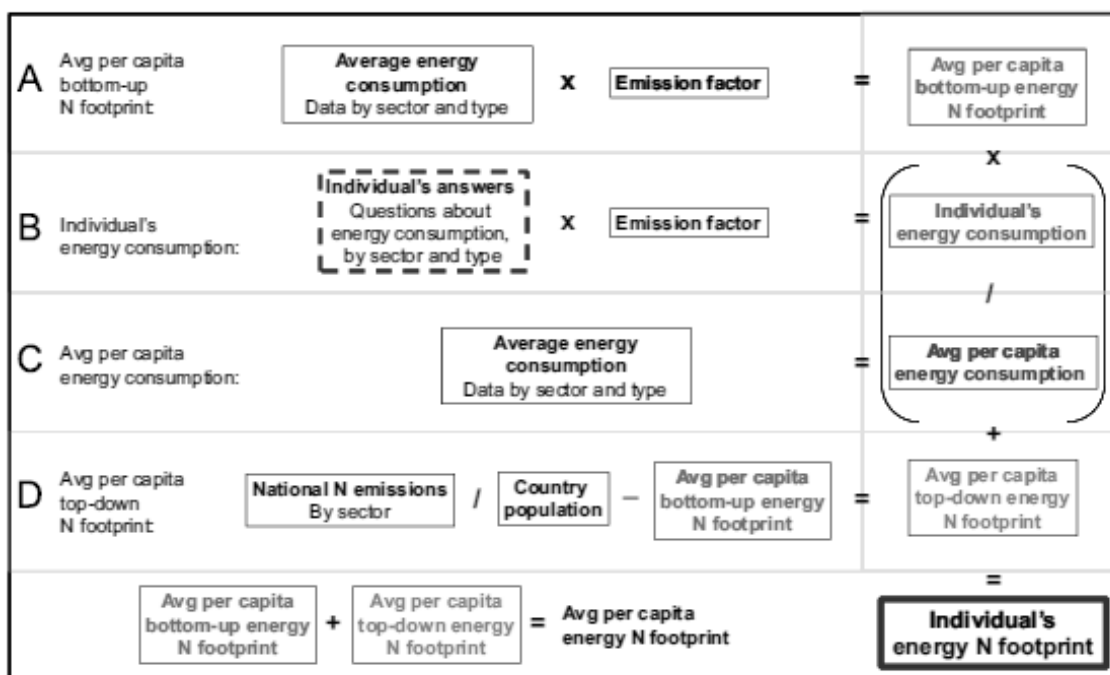 A
Avg per capita
bottom-up
N footprint:
Average energy
consumption
Data by sector and type
x
Emission factor
=
Avg per capita
bottom-up energy
N footprint
x
B
Individual's
energy consumption:
Individual's answers
Questions about
energy consumption,
by sector and type
x
Emission factor
=
Individual's
energy consumption
/
C
Avg per capita
energy consumption:
Average energy
consumption
Data by sector and type
=
Avg per capita
energy consumption
+
D
Avg per capita
top-down
N footprint:
National N emissions
By sector
/
Country
population
–
Avg per capita
bottom-up energy
N footprint
=
Avg per capita
top-down energy
N footprint
=
Avg per capita
bottom-up energy
N footprint
+
Avg per capita
top-down energy
N footprint
=
Avg per capita
energy N footprint
Individual's
energy N footprint